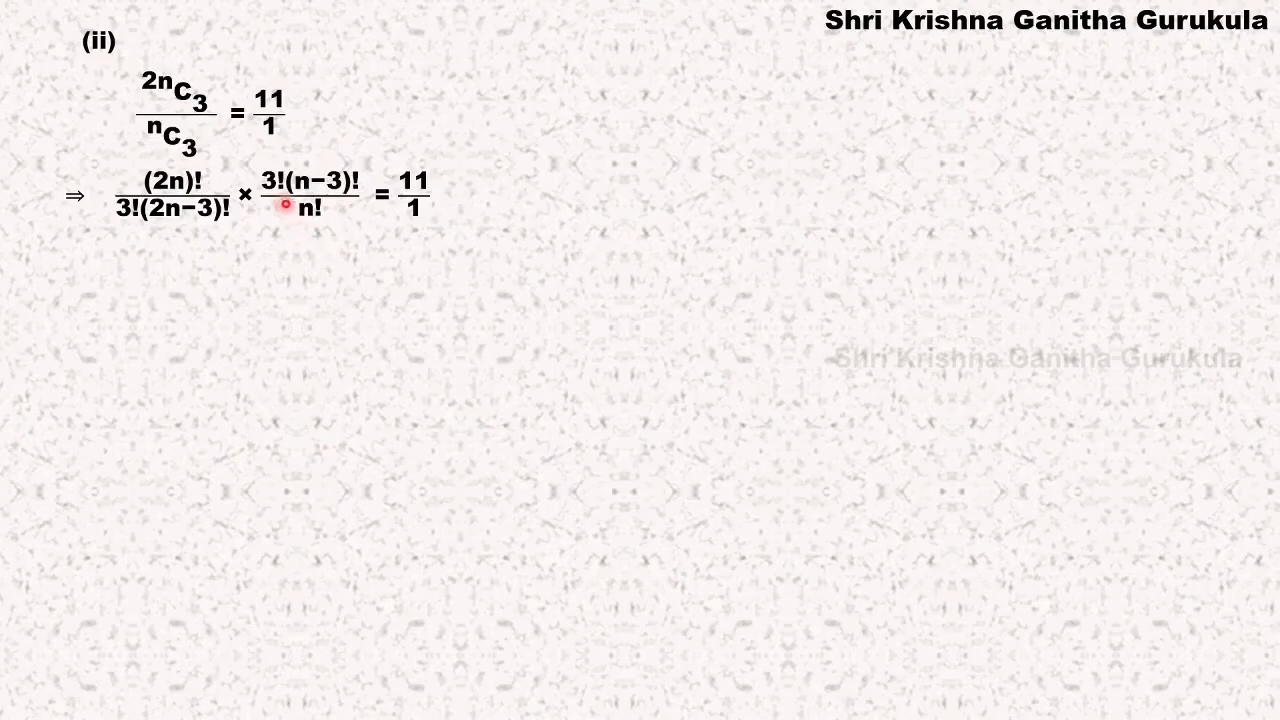 Shri Krishna Ganitha Gurukula
(ii)
2nC3 / nC3 = 11/1
⇒ (2n)!/3!(2n−3)! × 3!(n−3)!/n! = 11/1
Shri Krishna Ganitha Gurukula